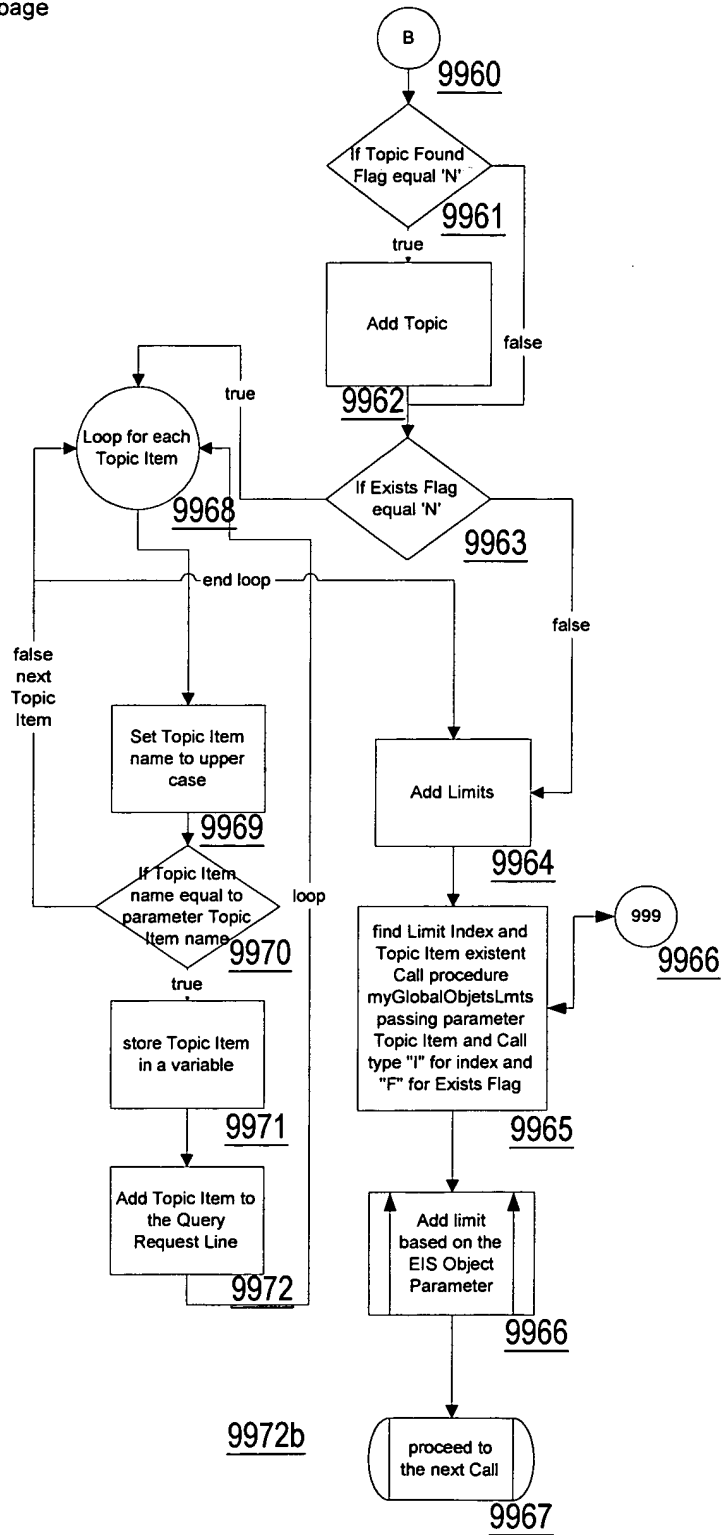 page
B
9960
If Topic Found
Flag equal 'N'
9961
true
Add Topic
false
9962
true
Loop for each
Topic Item
9968
If Exists Flag
equal 'N'
9963
end loop
false
false
next
Topic
Item
Set Topic Item
name to upper
case
9969
Add Limits
9964
If Topic Item
name equal to
parameter Topic
Item name
9970
loop
true
find Limit Index and
Topic Item existent
Call procedure
myGlobalObjetsLmts
passing parameter
Topic Item and Call
type "I" for index and
"F" for Exists Flag
9965
999
9966
store Topic Item
in a variable
9971
Add Topic Item to
the Query
Request Line
9972
Add limit
based on the
EIS Object
Parameter
9966
9972b
proceed to
the next Call
9967